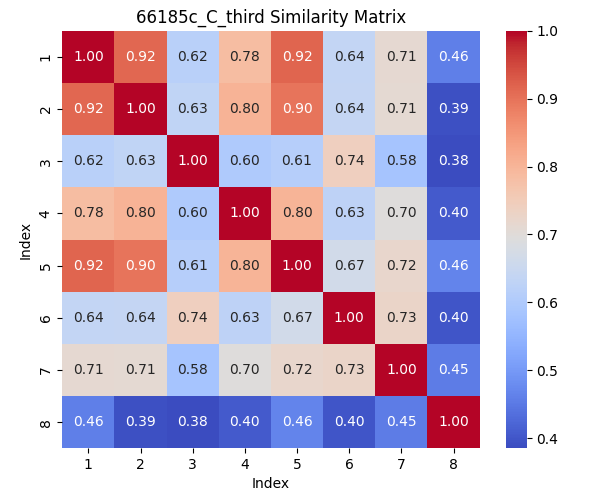 66185c_C_third Similarity Matrix
1 1.00 0.92 0.62 0.78 0.92 0.64 0.71 0.46
2 0.92 1.00 0.63 0.80 0.90 0.64 0.71 0.39
3 0.62 0.63 1.00 0.60 0.61 0.74 0.58 0.38
4 0.78 0.80 0.60 1.00 0.80 0.63 0.70 0.40
5 0.92 0.90 0.61 0.80 1.00 0.67 0.72 0.46
6 0.64 0.64 0.74 0.63 0.67 1.00 0.73 0.40
7 0.71 0.71 0.58 0.70 0.72 0.73 1.00 0.45
8 0.46 0.39 0.38 0.40 0.46 0.40 0.45 1.00
1 2 3 4 5 6 7 8
Index
Index
1.0
0.9
0.8
0.7
0.6
0.5
0.4